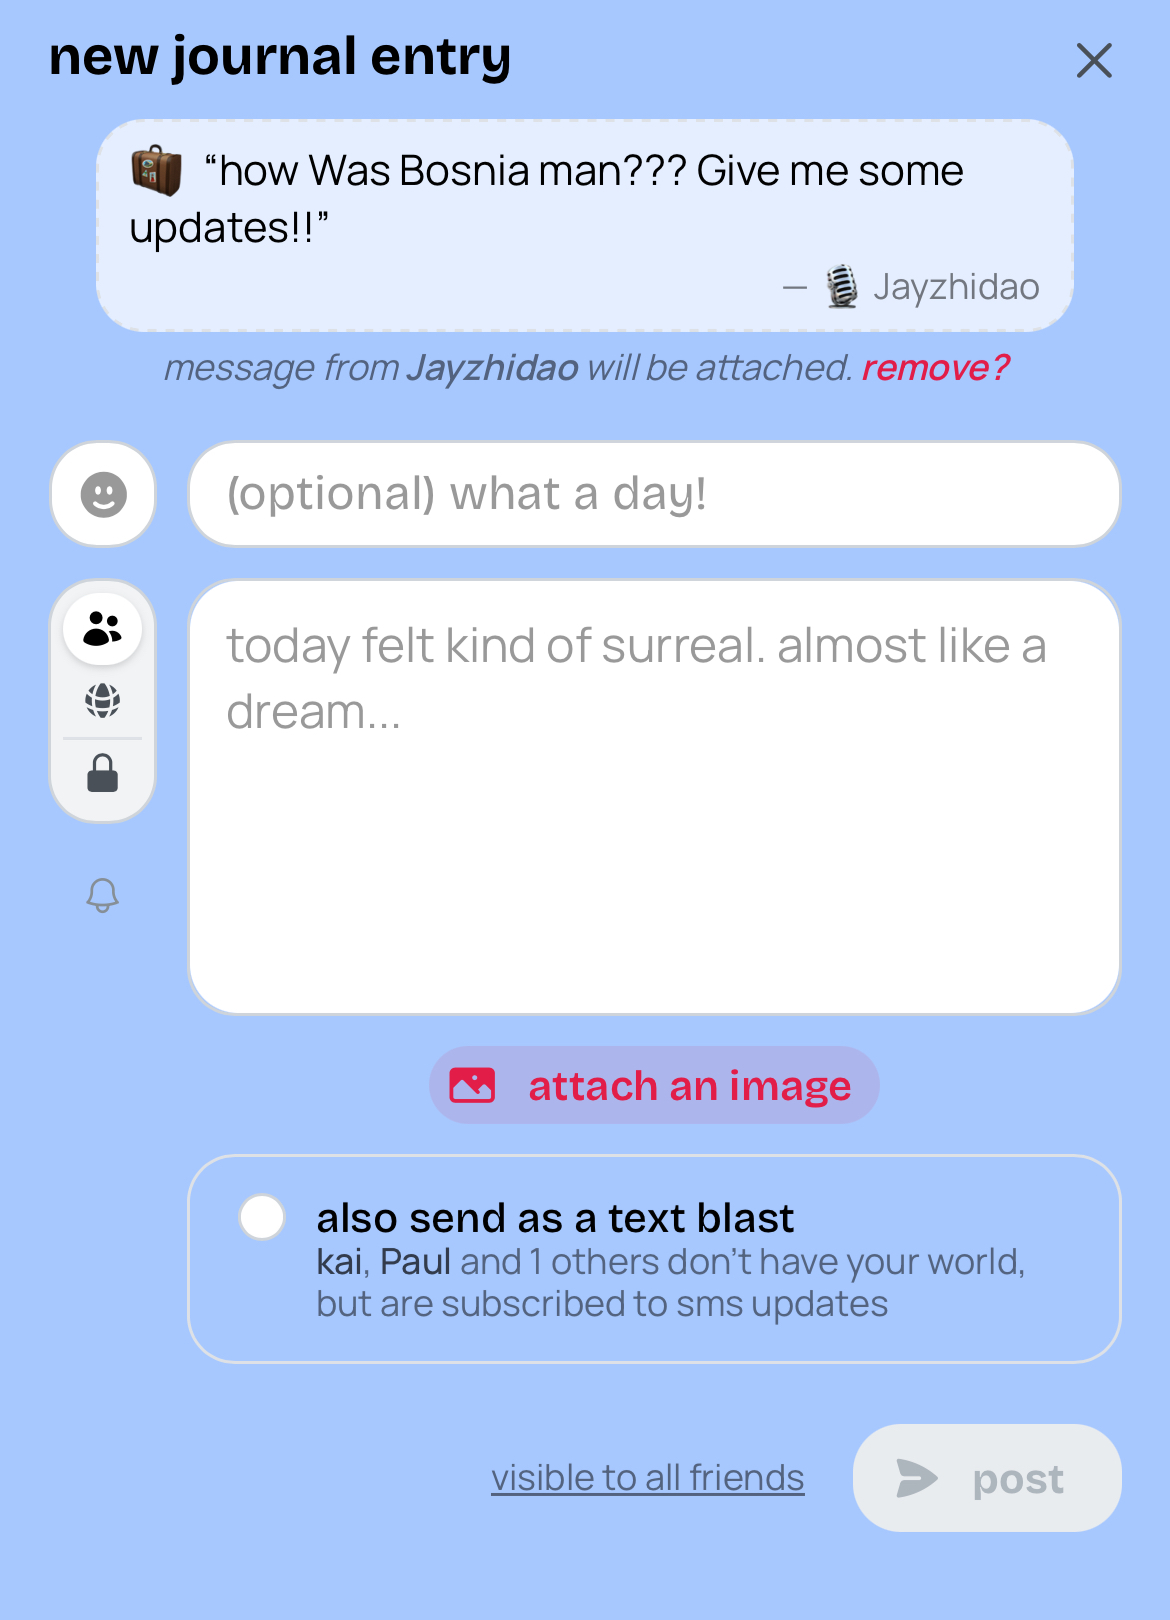 new journal entry
“how Was Bosnia man??? Give me some
updates!!”
— Jayzhidao
message from Jayzhidao will be attached. remove?
(optional) what a day!
today felt kind of surreal. almost like a
dream...
attach an image
also send as a text blast
kai, Paul and 1 others don’t have your world,
but are subscribed to sms updates
visible to all friends
post